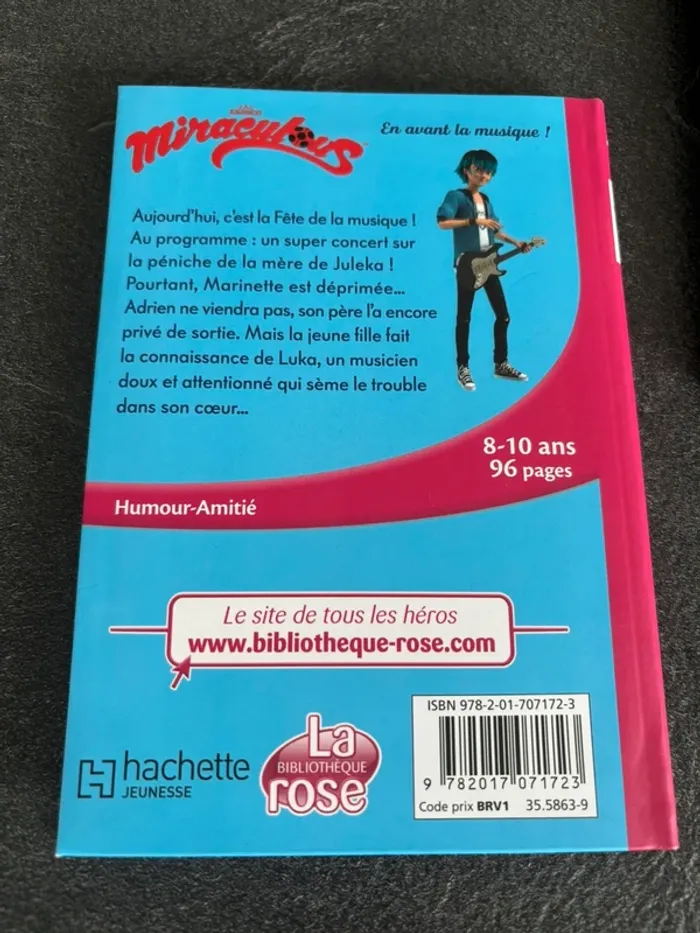 Miraculous
En avant la musique !
Aujourd'hui, c'est la Fête de la musique !
Au programme : un super concert sur
la péniche de la mère de Juleka !
Pourtant, Marinette est déprimée...
Adrien ne viendra pas, son père l'a encore
privé de sortie. Mais la jeune fille fait
la connaissance de Luka, un musicien
doux et attentionné qui sème le trouble
dans son cœur...
8-10 ans
96 pages
Humour-Amitié
Le site de tous les héros
www.bibliotheque-rose.com
hachette
JEUNESSE
La
BIBLIOTHÈQUE
rose
ISBN 978-2-01-707172-3
9 782017 071723
Code prix BRV1 35.5863-9